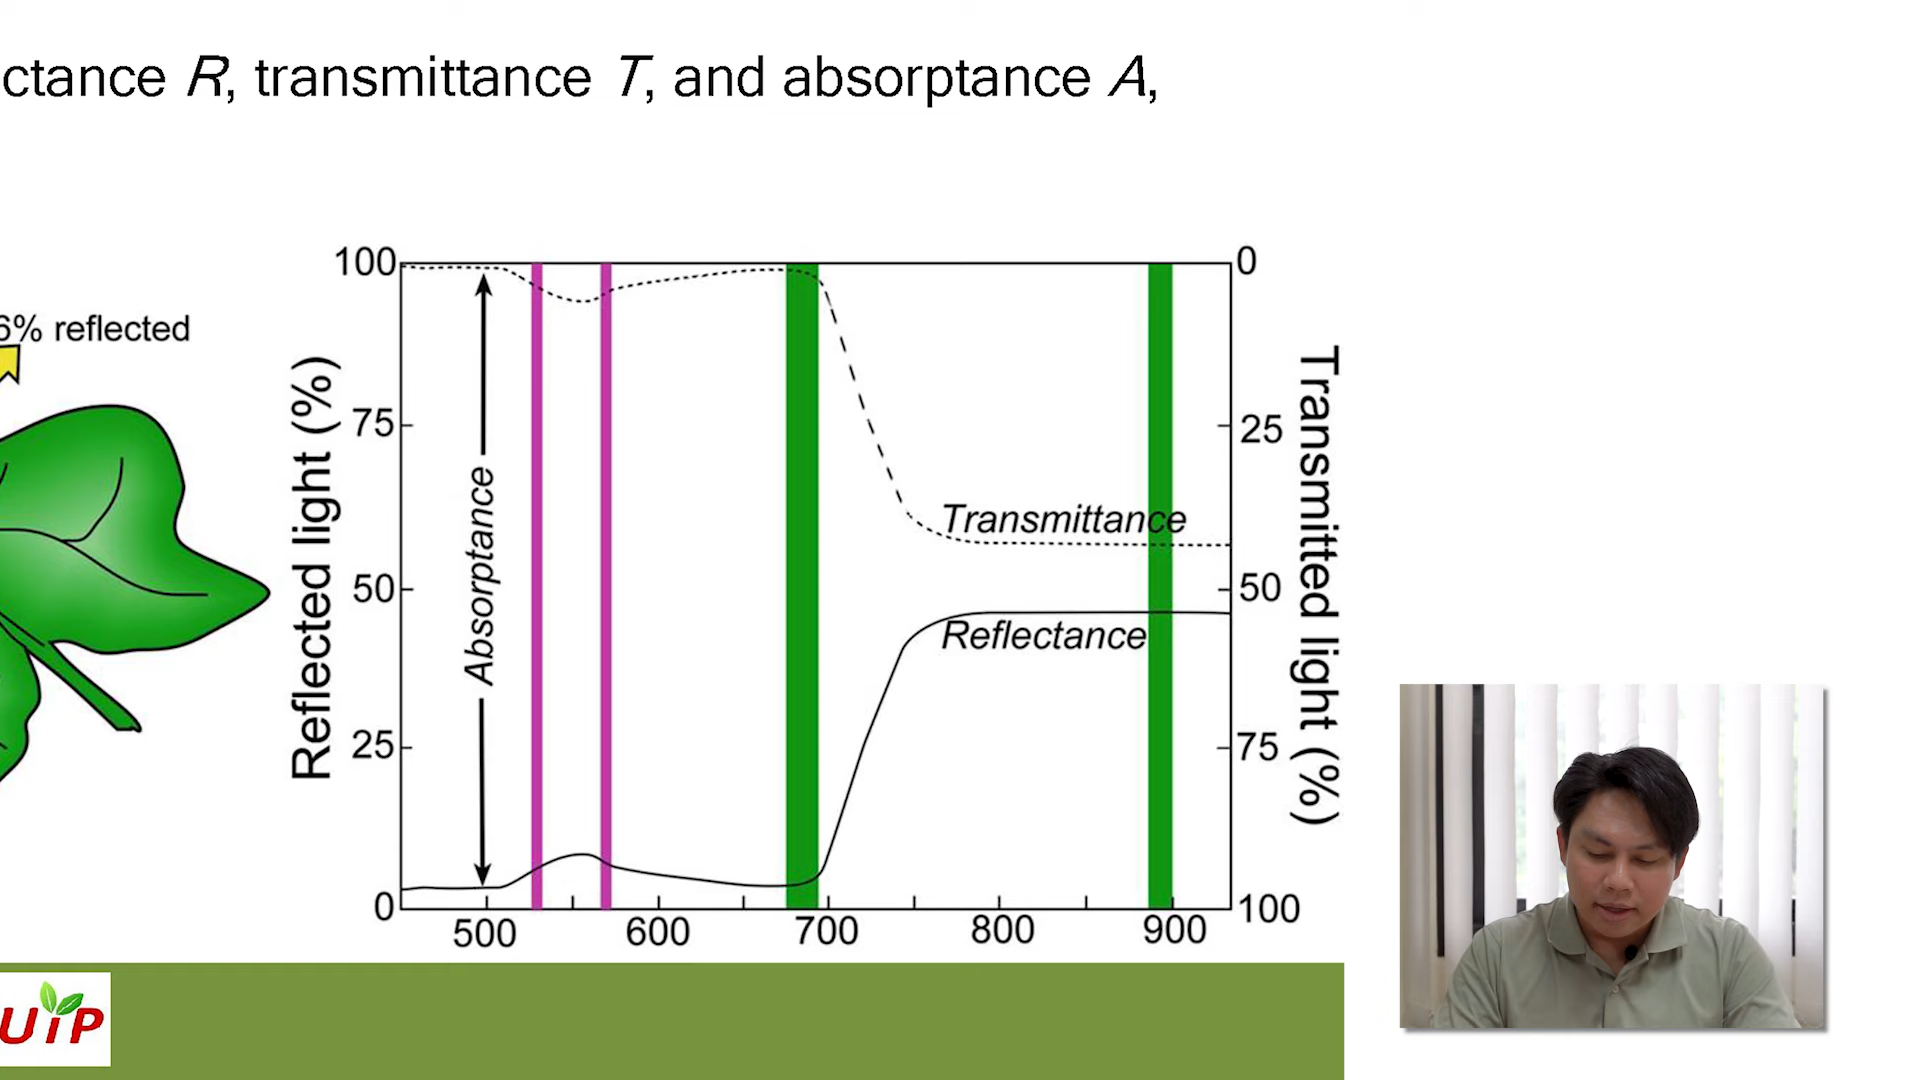 ctance R, transmittance T, and absorptance A,
6% reflected
Reflected light (%)
100
75
50
25
0
Absorptance
Transmittance
Reflectance
500 600 700 800 900
0
25
50
75
100
Transmitted light (%)
UiP